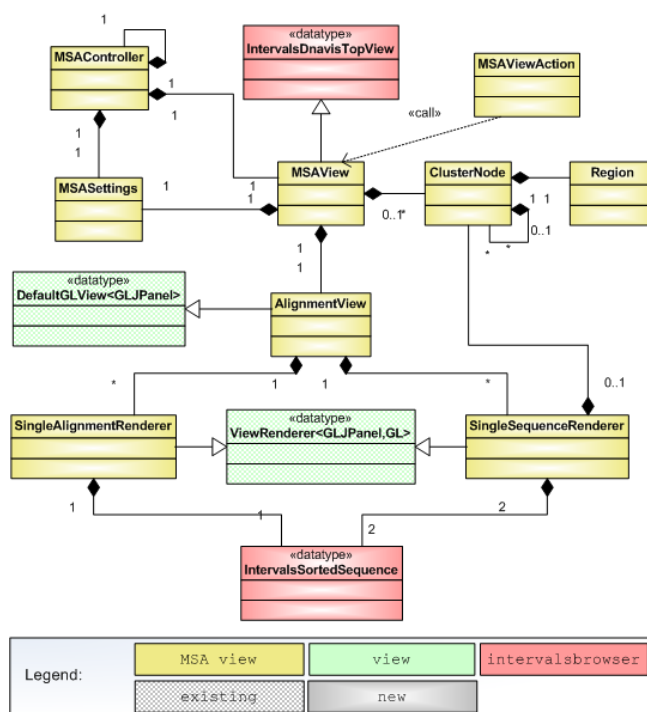 1
MSAController
1
1
1
1
1
«datatype»
IntervalsDnavisTopView
MSAViewAction
«call»
MSASettings
1
1
1
MSAView
0..1
*
ClusterNode
1
1
*
0..1
*
Region
1
1
«datatype»
DefaultGLView<GLJPanel>
AlignmentView
*
1
1
*
0..1
SingleAlignmentRenderer
«datatype»
ViewRenderer<GLJPanel,GL>
SingleSequenceRenderer
1
1
2
2
«datatype»
IntervalsSortedSequence
Legend:
MSA view
view
intervalsbrowser
existing
new